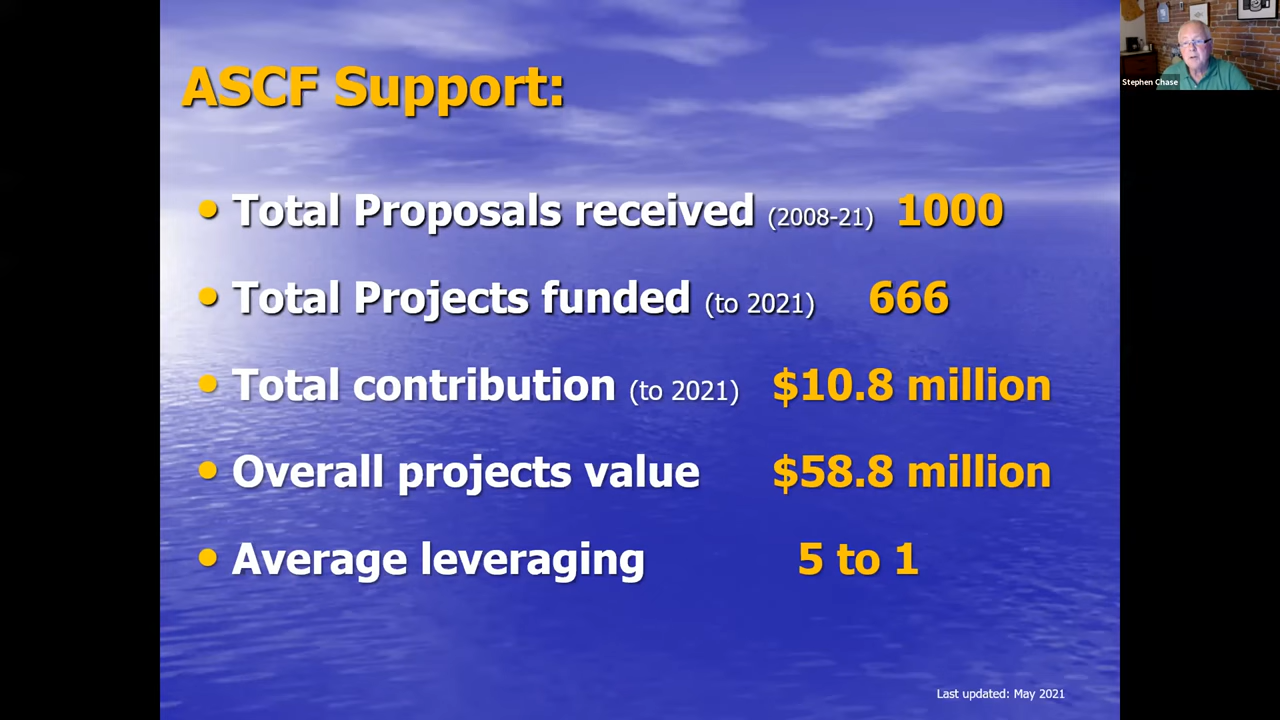 ASCF Support:
• Total Proposals received (2008-21) 1000
• Total Projects funded (to 2021) 666
• Total contribution (to 2021) $10.8 million
• Overall projects value $58.8 million
• Average leveraging 5 to 1
Last updated: May 2021
Stephen Chase